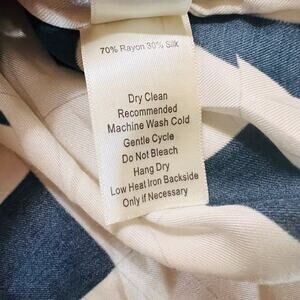 70% Rayon 30% Silk
Dry Clean
Recommended
Machine Wash Cold
Gentle Cycle
Do Not Bleach
Hang Dry
Low Heat Iron Backside
Only if Necessary